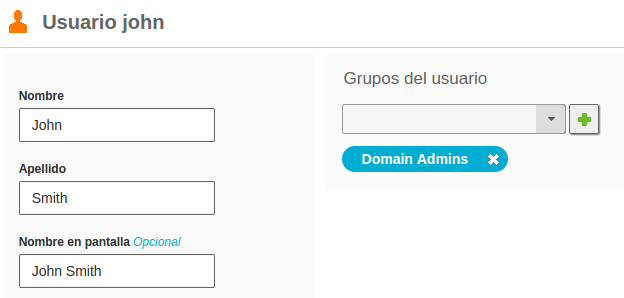 Usuario john
Nombre
John
Apellido
Smith
Nombre en pantalla Opcional
John Smith
Grupos del usuario
Domain Admins